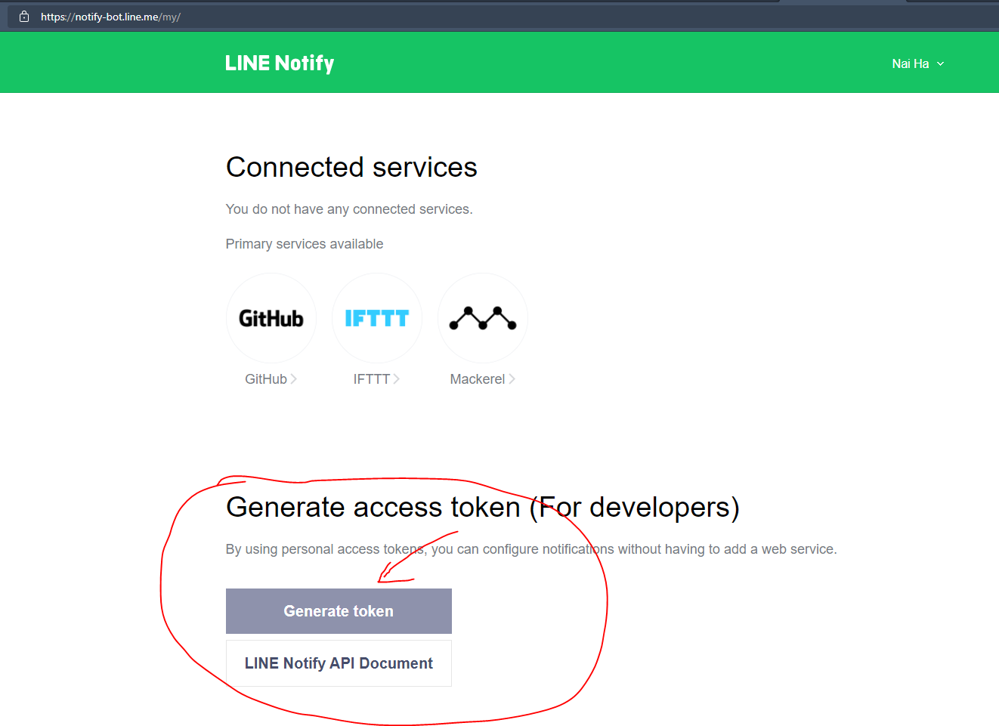 https://notify-bot.line.me/my/
LINE Notify
Nai Ha
Connected services
You do not have any connected services.
Primary services available
GitHub
IFTTT
GitHub
IFTTT
Mackerel
Generate access token (For developers)
By using personal access tokens, you can configure notifications without having to add a web service.
Generate token
LINE Notify API Document